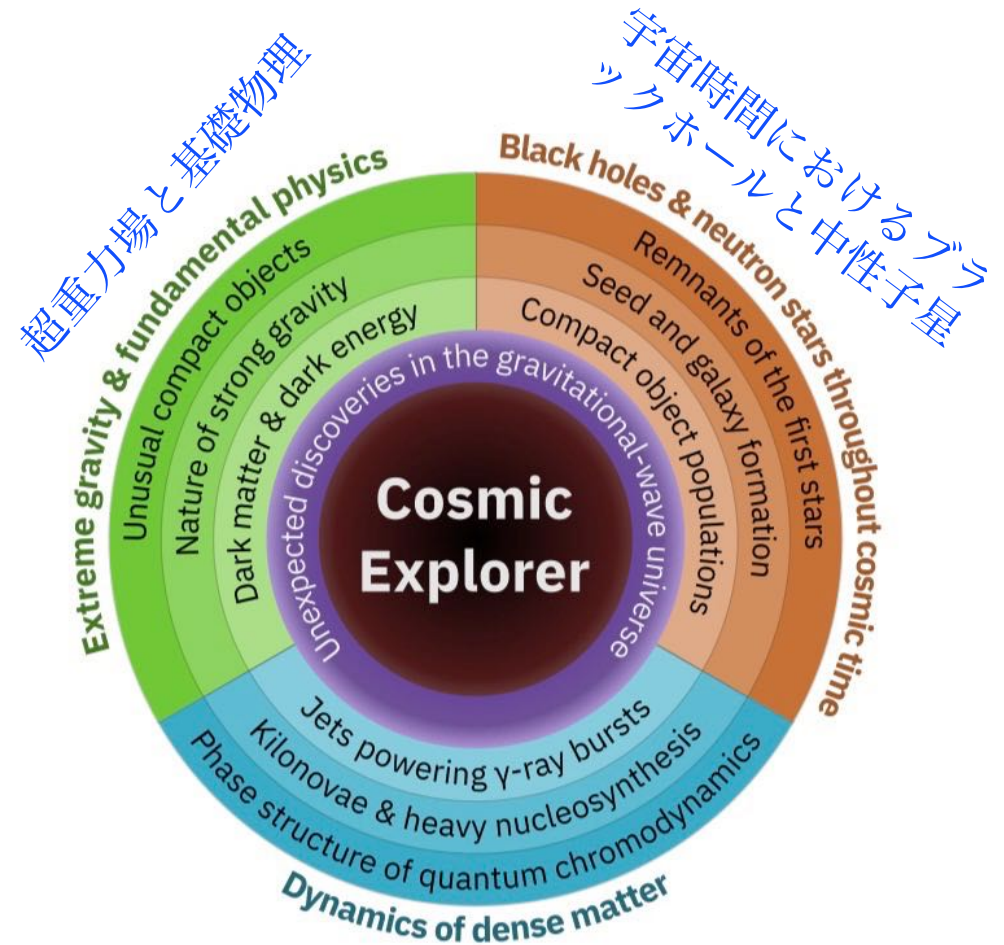 超重力場と基礎物理
宇宙時間におけるブラ
ックホールと中性子星
Extreme gravity & fundamental physics
Unusual compact objects
Nature of strong gravity
Dark matter & dark energy
Black holes & neutron stars throughout cosmic time
Remnants of the first stars
Seed and galaxy formation
Compact object populations
Unexpected discoveries in the gravitational-wave universe
Cosmic
Explorer
Jets powering γ-ray bursts
Kilonovae & heavy nucleosynthesis
Phase structure of quantum chromodynamics
Dynamics of dense matter